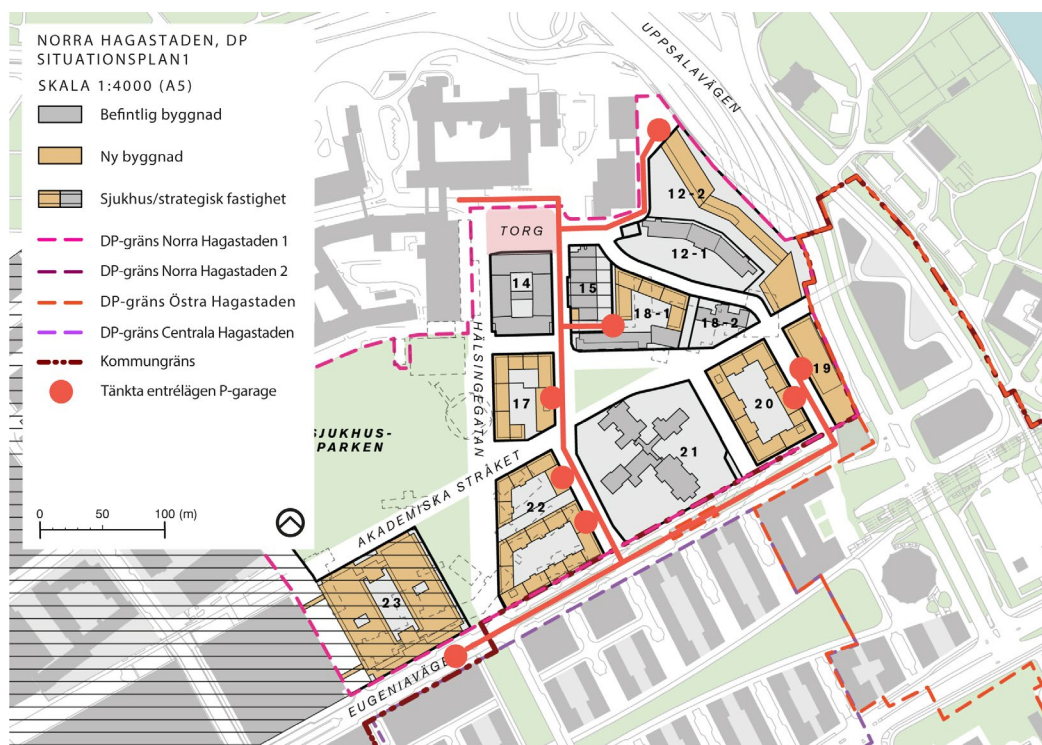 NORRA HAGASTADEN, DP
SITUATIONSPLAN1
SKALA 1:4000 (A5)
Befintlig byggnad
Ny byggnad
Sjukhus/strategisk fastighet
DP-gräns Norra Hagastaden 1
DP-gräns Norra Hagastaden 2
DP-gräns Östra Hagastaden
DP-gräns Centrala Hagastaden
Kommungräns
Tänkta entrélägen P-garage
0 50 100 (m)
UPPSALAVÄGEN
12-2
TORG
12-1
14
15
18-1
18-2
HÄLSINGEGATAN
19
17
20
SJUKHUS-
PARKEN
21
AKADEMISKA STRÅKET
22
23
EUGENIAVÄGE